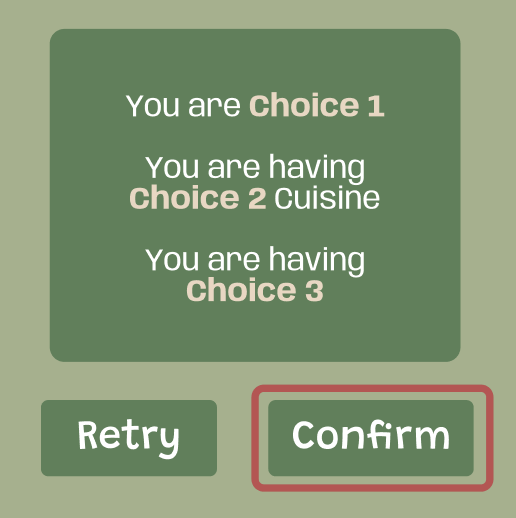 You are Choice 1
You are having
Choice 2 Cuisine
You are having
Choice 3
Retry
Confirm